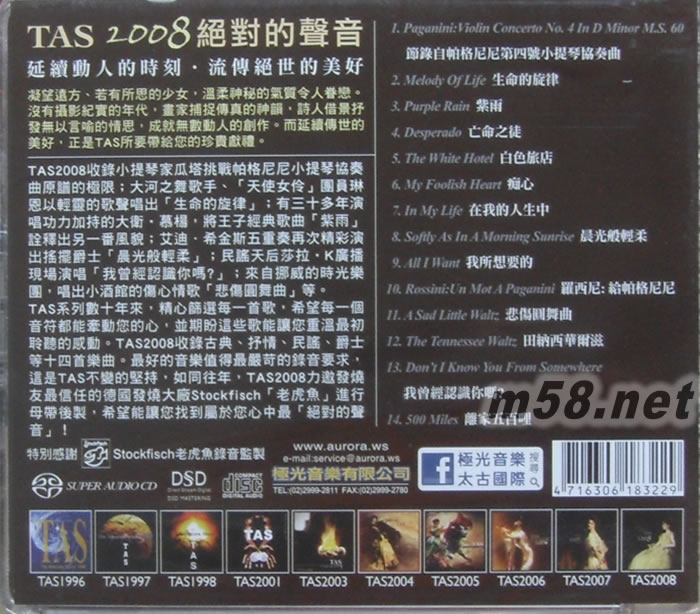 TAS 2008 絕對的聲音
延續動人的時刻．流傳絕世的美好
凝望遠方、若有所思的少女，溫柔神秘的氣質令人眷戀。
沒有攝影紀實的年代，畫家捕捉傳真的神韻，詩人借景抒
發無以言喻的情思，成就無數動人的創作。而延續傳世的
美好，正是TAS所要帶給您的珍貴獻禮。
TAS2008收錄小提琴家瓜塔挑戰帕格尼尼小提琴協奏
曲原譜的極限；大河之舞歌手、「天使女伶」團員琳
恩以輕靈的歌聲唱出「生命的旋律」；有三十多年演
唱功力加持的大衛．慕楊，將王子經典歌曲「紫雨」
詮釋出另一番風貌；艾迪．希金斯五重奏再次精彩演
出搖擺爵士「晨光般輕柔」；民謠天后莎拉．K廣播
現場演唱「我曾經認識你嗎?」；來自挪威的時光樂
團，唱出小酒館的傷心情歌「悲傷圓舞曲」等。
TAS系列數十年來，精心篩選每一首歌，希望每一個
音符都能牽動您的心，並期盼這些歌能讓您重溫最初
聆聽的感動。TAS2008收錄古典、抒情、民謠、爵士
等十四首樂曲。最好的音樂值得最嚴苛的錄音要求，
這是TAS不變的堅持，如同往年，TAS2008力邀發燒
友最信任的德國發燒大廠Stockfisch「老虎魚」進行
母帶後製，希望能讓您找到屬於您心中最「絕對的聲
音」！
特別感謝 Stockfisch老虎魚錄音監製
SUPER AUDIO CD
DSD
Direct Stream Digital
DSD MASTERING
COMPACT
disc
DIGITAL AUDIO
1. Paganini:Violin Concerto No. 4 In D Minor M.S. 60
節錄自帕格尼尼第四號小提琴協奏曲
2. Melody Of Life 生命的旋律
3. Purple Rain 紫雨
4. Desperado 亡命之徒
5. The White Hotel 白色旅店
6. My Foolish Heart 痴心
7. In My Life 在我的人生中
8. Softly As In A Morning Sunrise 晨光般輕柔
9. All I Want 我所想要的
10. Rossini:Un Mot A Paganini 羅西尼: 給帕格尼尼
11. A Sad Little Waltz 悲傷圓舞曲
12. The Tennessee Waltz 田納西華爾滋
13. Don't I Know You From Somewhere
我曾經認識你嗎?
14. 500 Miles 離家五百哩
m58.net
www.aurora.ws
e-mail:service@aurora.ws
極光音樂有限公司
TEL:(02)2999-2811 FAX:(02)2999-2780
f 極光音樂 搜尋
太古國際
4 716306 183229
TAS
TAS
TAS
TAS
TAS1996 TAS1997 TAS1998 TAS2001 TAS2003 TAS2004 TAS2005 TAS2006 TAS2007 TAS2008